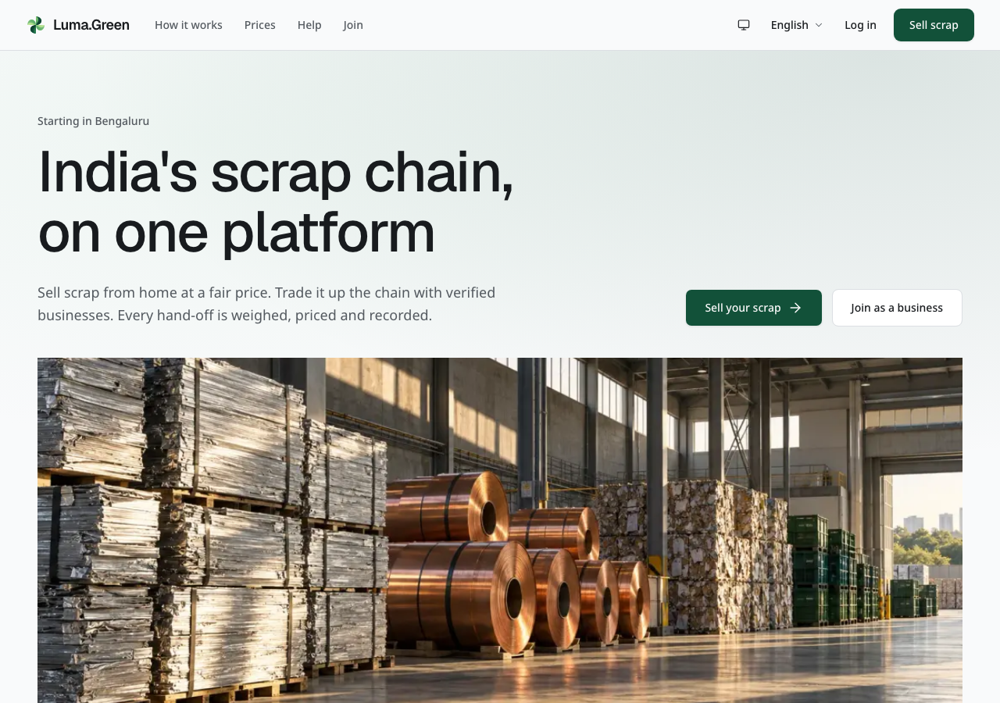 Luma.Green
How it works
Prices
Help
Join
English
Log in
Sell scrap
Starting in Bengaluru
India's scrap chain,
on one platform
Sell scrap from home at a fair price. Trade it up the chain with verified
businesses. Every hand-off is weighed, priced and recorded.
Sell your scrap
Join as a business